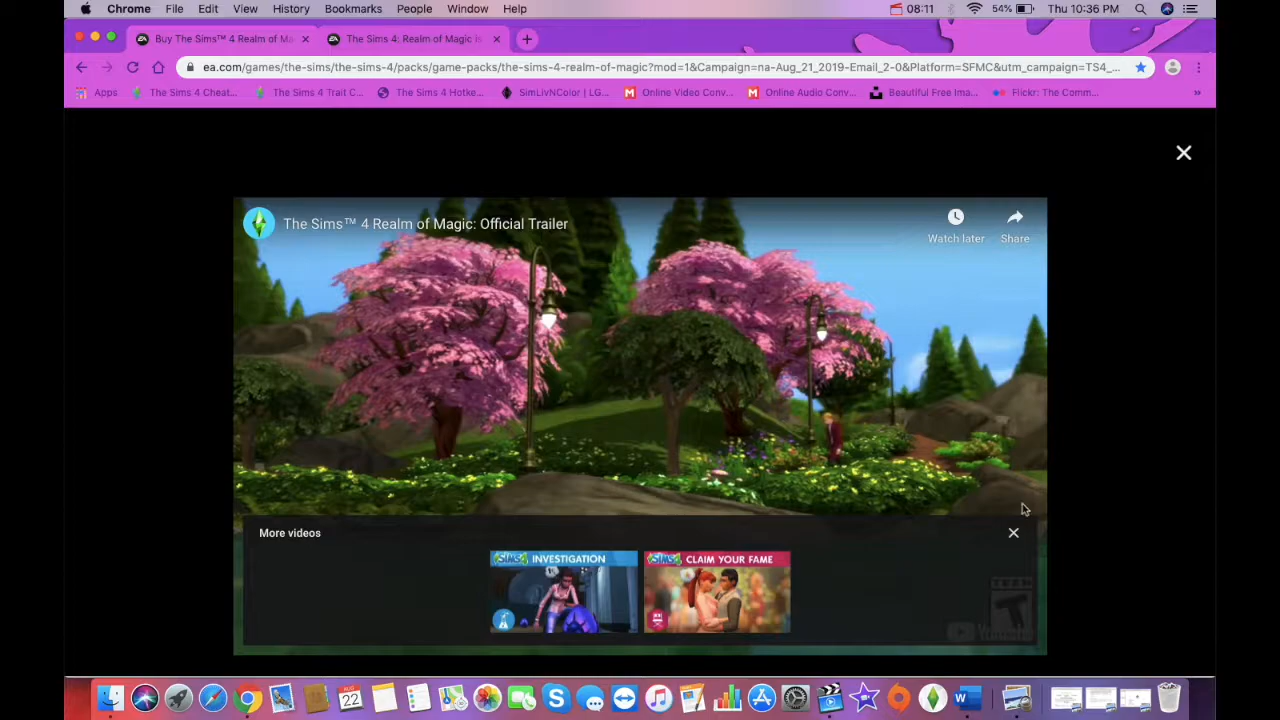 Chrome File Edit View History Bookmarks People Window Help 08:11 54% Thu 10:36 PM
Buy The Sims™ 4 Realm of Ma The Sims 4: Realm of Magic is
ea.com/games/the-sims/the-sims-4/packs/game-packs/the-sims-4-realm-of-magic?mod=1&Campaign=na-Aug_21_2019-Email_2-0&Platform=SFMC&utm_campaign=TS4_...
Apps The Sims 4 Cheat... The Sims 4 Trait C... The Sims 4 Hotke... SimLivNColor | LG... Online Video Conv... Online Audio Conv... Beautiful Free Ima... Flickr: The Comm... »
The Sims™ 4 Realm of Magic: Official Trailer
Watch later Share
More videos
INVESTIGATION CLAIM YOUR FAME
TEEN
T
AUG
22